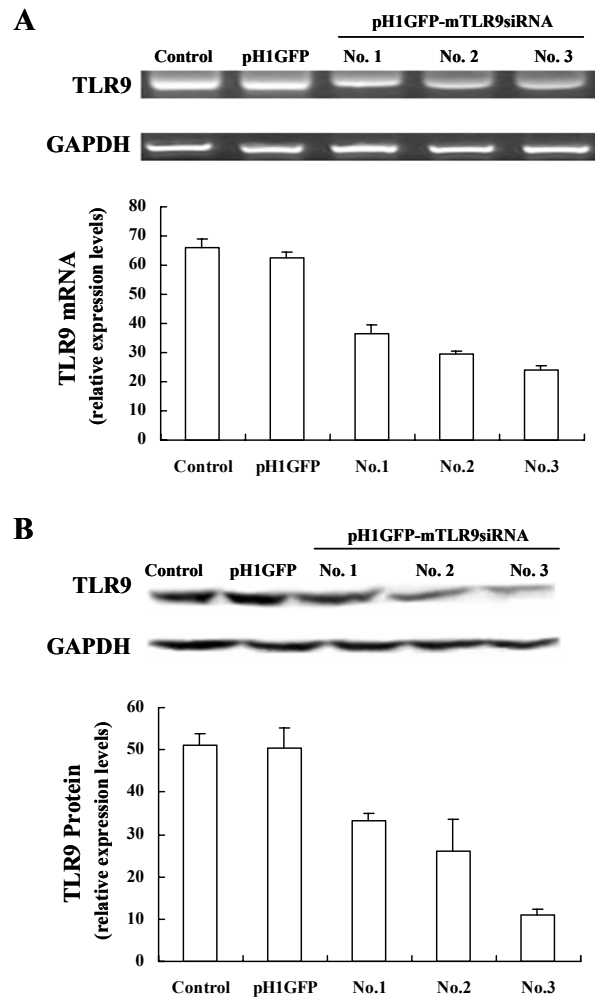 A
pH1GFP-mTLR9siRNA
Control pH1GFP No. 1 No. 2 No. 3
TLR9
GAPDH
TLR9 mRNA
(relative expression levels)
80
70
60
50
40
30
20
10
0
Control pH1GFP No.1 No.2 No.3
B
pH1GFP-mTLR9siRNA
Control pH1GFP No. 1 No. 2 No. 3
TLR9
GAPDH
TLR9 Protein
(relative expression levels)
60
50
40
30
20
10
0
Control pH1GFP No.1 No.2 No.3